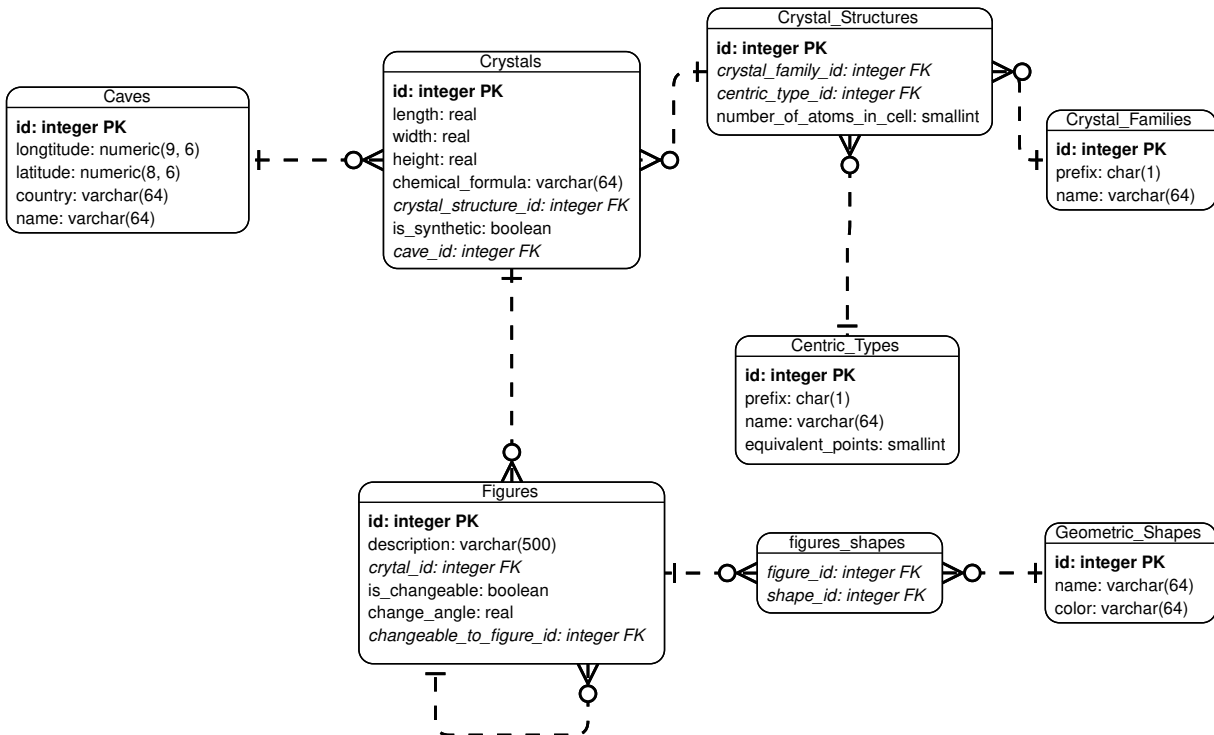 Caves
id: integer PK
longtitude: numeric(9, 6)
latitude: numeric(8, 6)
country: varchar(64)
name: varchar(64)
Crystals
id: integer PK
length: real
width: real
height: real
chemical_formula: varchar(64)
crystal_structure_id: integer FK
is_synthetic: boolean
cave_id: integer FK
Crystal_Structures
id: integer PK
crystal_family_id: integer FK
centric_type_id: integer FK
number_of_atoms_in_cell: smallint
Crystal_Families
id: integer PK
prefix: char(1)
name: varchar(64)
Centric_Types
id: integer PK
prefix: char(1)
name: varchar(64)
equivalent_points: smallint
Figures
id: integer PK
description: varchar(500)
crytal_id: integer FK
is_changeable: boolean
change_angle: real
changeable_to_figure_id: integer FK
figures_shapes
figure_id: integer FK
shape_id: integer FK
Geometric_Shapes
id: integer PK
name: varchar(64)
color: varchar(64)